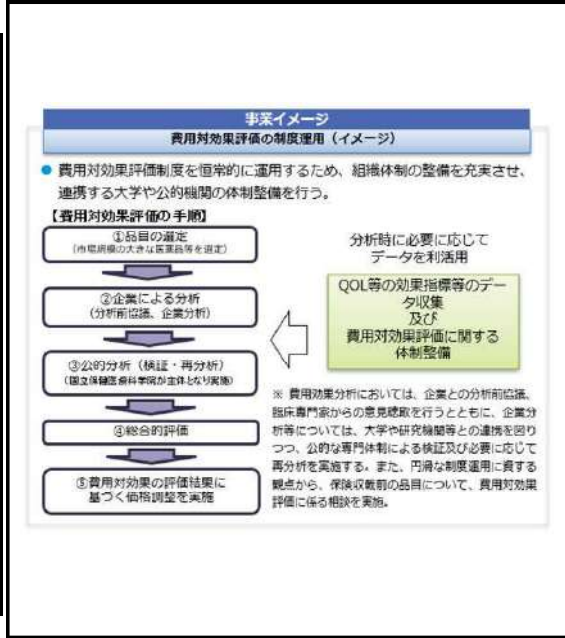 事業イメージ
費用対効果評価の制度運用（イメージ）
● 費用対効果評価制度を恒常的に運用するため、組織体制の整備を充実させ、
連携する大学や公的機関の体制整備を行う。
【費用対効果評価の手順】
①品目の選定
（市場規模の大きな医薬品等を選定）
②企業による分析
（分析前協議、企業分析）
③公的分析（検証・再分析）
（国立保健医療科学院が主体となり実施）
④総合的評価
⑤費用対効果の評価結果に
基づく価格調整を実施
分析時に必要に応じて
データを利活用
QOL等の効果指標等のデー
タ収集
及び
費用対効果評価に関する
体制整備
※ 費用効果分析においては、企業との分析前協議、
臨床専門家からの意見聴取を行うとともに、企業分
析等については、大学や研究機関等との連携を図り
つつ、公的な専門体制による検証及び必要に応じて
再分析を実施する。また、円滑な制度運用に資する
観点から、保険収載前の品目について、費用対効果
評価に係る相談を実施。